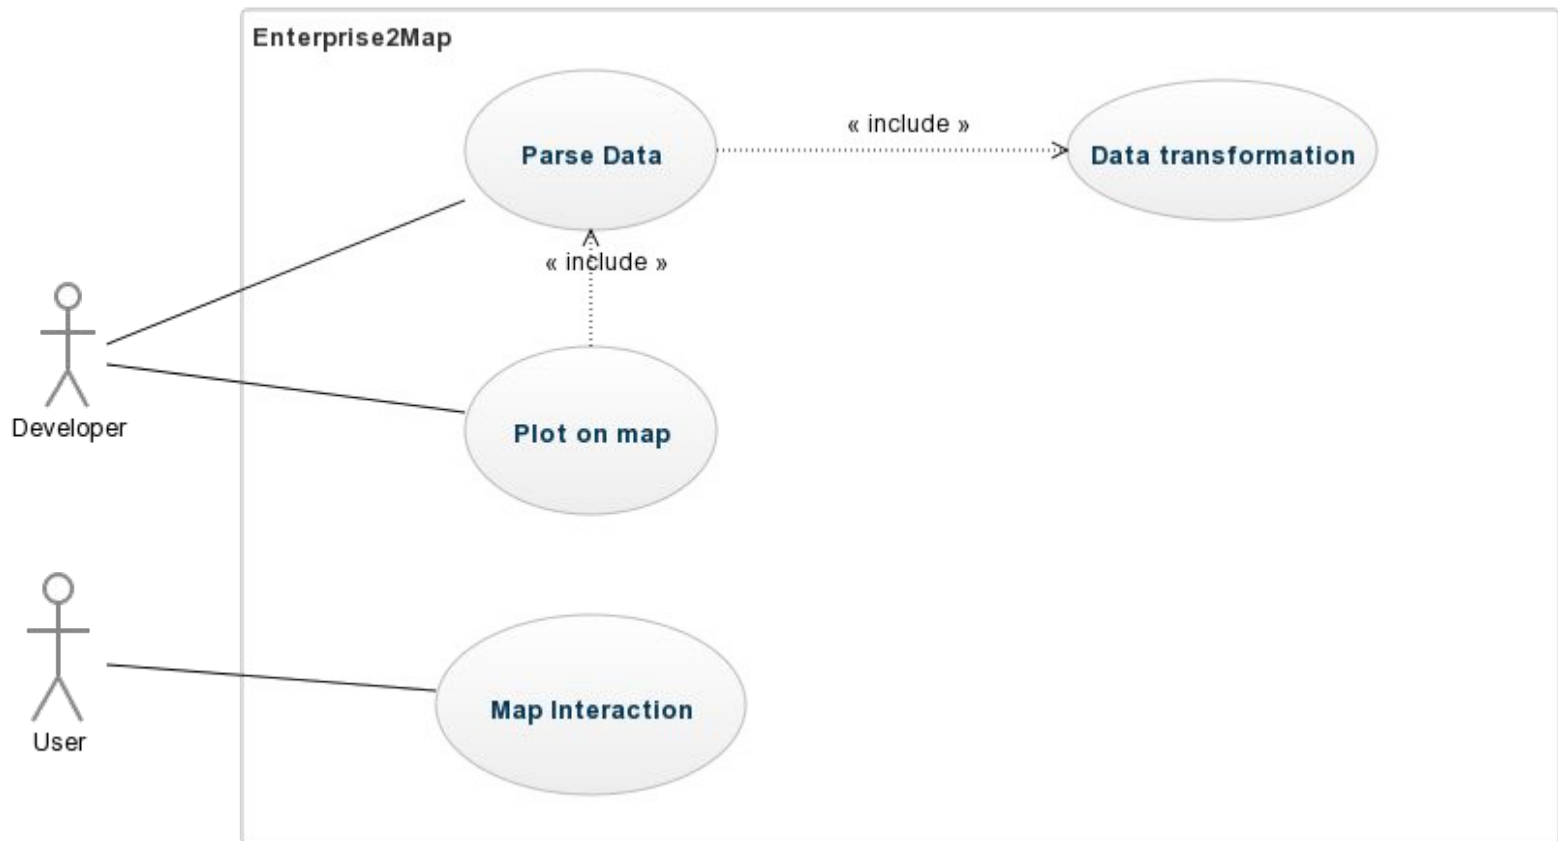 Enterprise2Map
« include »
Parse Data
Data transformation
« include »
Developer
Plot on map
Map Interaction
User